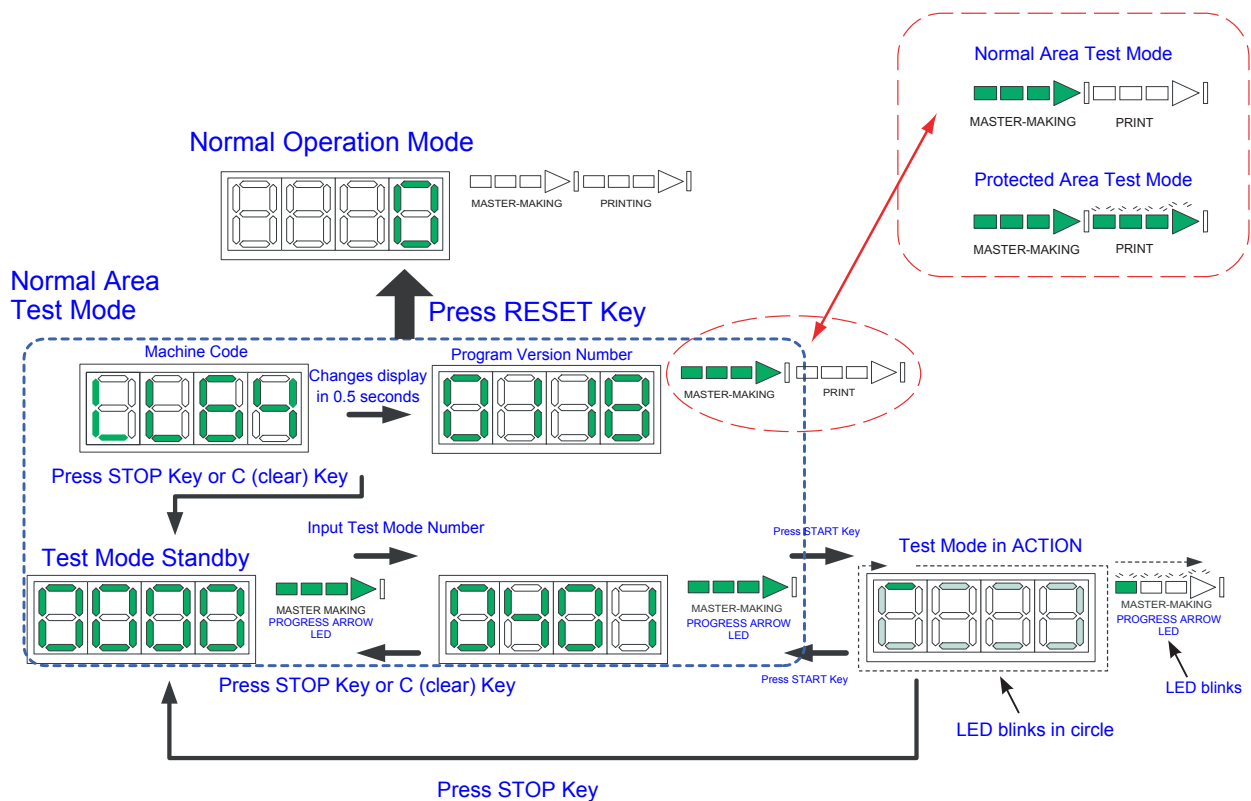 Normal Area Test Mode
MASTER-MAKING PRINT
Protected Area Test Mode
MASTER-MAKING PRINT
Normal Operation Mode
0
MASTER-MAKING PRINTING
Normal Area
Test Mode
Press RESET Key
Machine Code
Changes display
in 0.5 seconds
Program Version Number
0118
MASTER-MAKING PRINT
Press STOP Key or C (clear) Key
Input Test Mode Number
Press START Key
Test Mode Standby
0000
MASTER MAKING
PROGRESS ARROW
LED
MASTER-MAKING
PROGRESS ARROW
LED
Press STOP Key or C (clear) Key
Press START Key
Test Mode in ACTION
MASTER-MAKING
PROGRESS ARROW
LED
LED blinks
LED blinks in circle
Press STOP Key